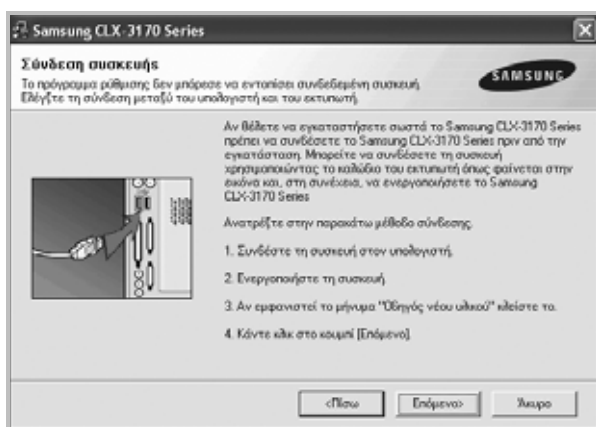 Samsung CLX-3170 Series
Σύνδεση συσκευής
Το πρόγραμμα ρύθμισης δεν μπόρεσε να εντοπίσει συνδεδεμένη συσκευή.
Ελέγξτε τη σύνδεση μεταξύ του υπολογιστή και του εκτυπωτή.
SAMSUNG
Αν θέλετε να εγκαταστήσετε σωστά το Samsung CLX-3170 Series
πρέπει να συνδέσετε το Samsung CLX-3170 Series πριν από την
εγκατάσταση. Μπορείτε να συνδέσετε τη συσκευή
χρησιμοποιώντας το καλώδιο του εκτυπωτή όπως φαίνεται στην
εικόνα και, στη συνέχεια, να ενεργοποιήσετε το Samsung
CLX-3170 Series
Ανατρέξτε στην παρακάτω μέθοδο σύνδεσης.
1. Συνδέστε τη συσκευή στον υπολογιστή.
2. Ενεργοποιήστε τη συσκευή
3. Αν εμφανιστεί το μήνυμα "Οδηγός νέου υλικού" κλείστε το.
4. Κάντε κλικ στο κουμπί [Επόμενο].
<Πίσω
Επόμενο>
Άκυρο